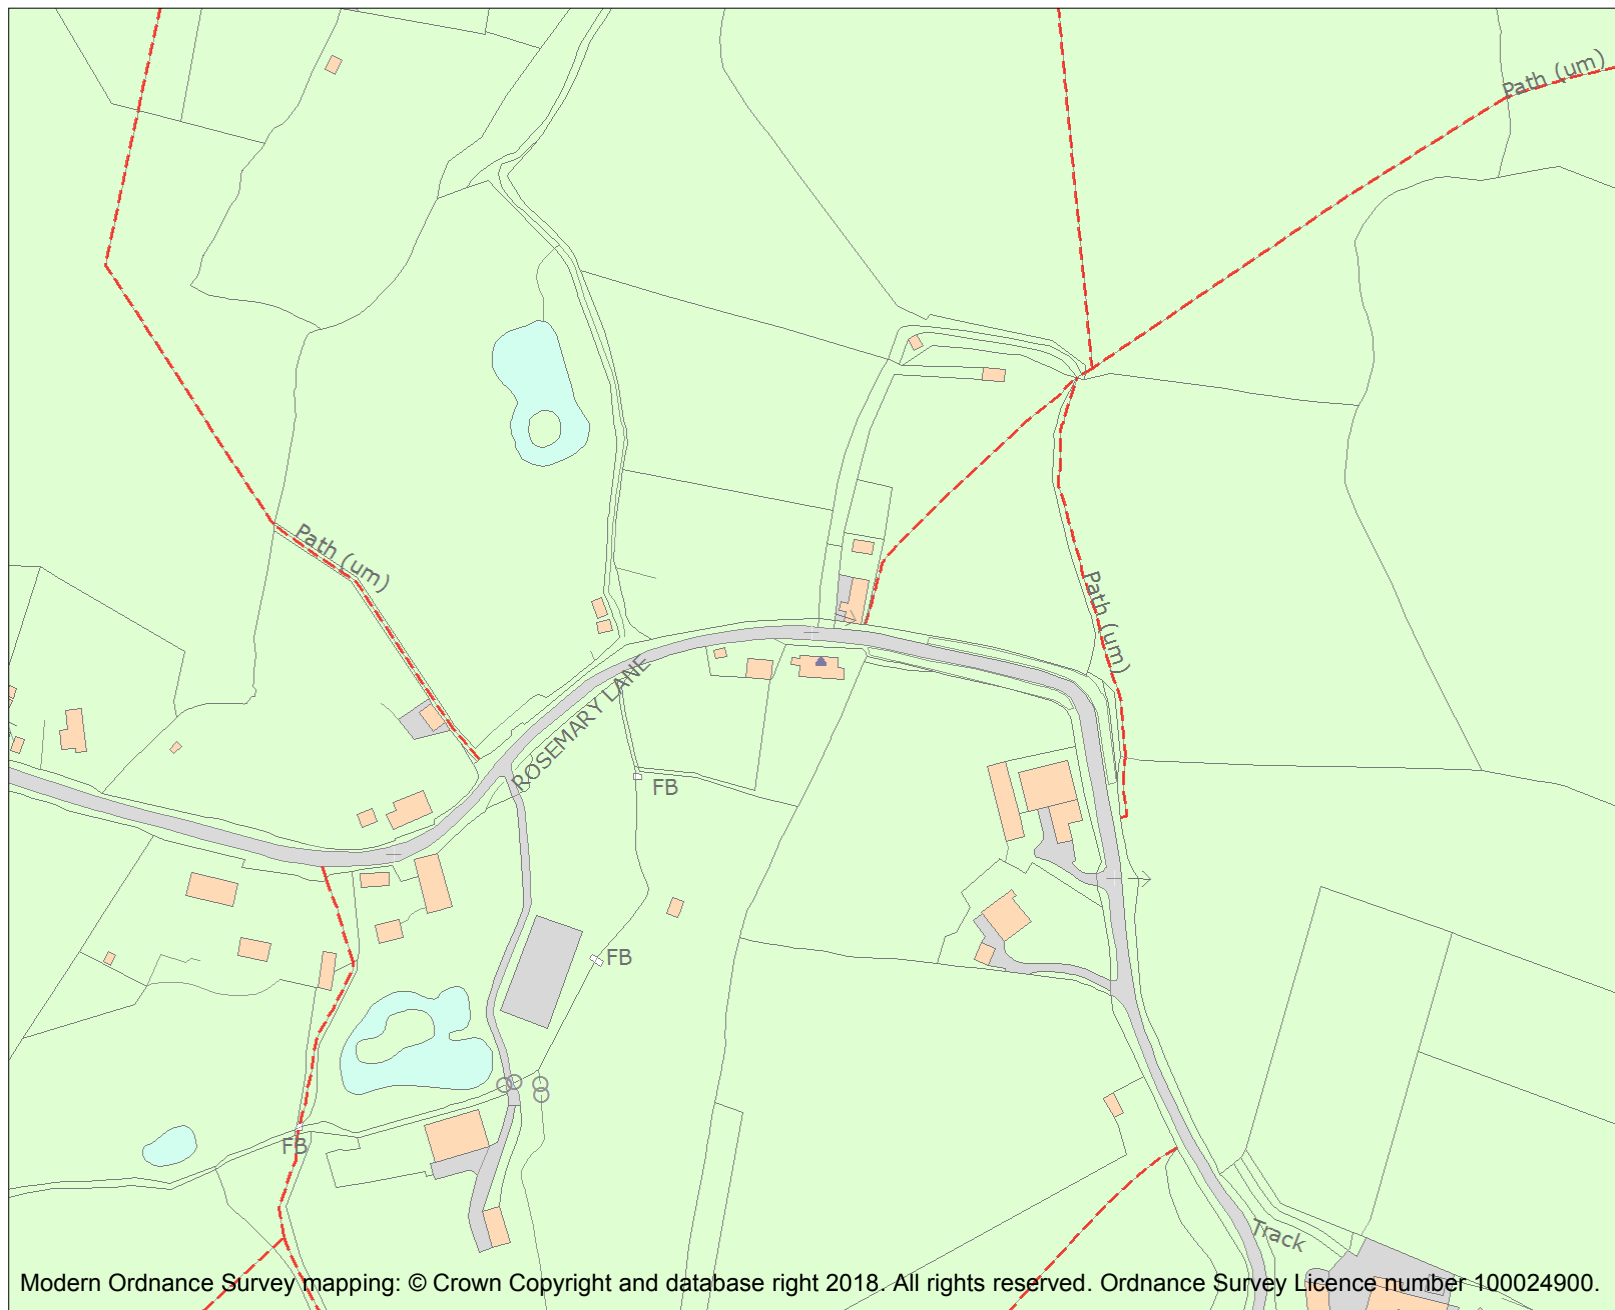 Path (um)
Path (um)
Path (um)
ROSEMARY LANE
FB
FB
FB
Track
Modern Ordnance Survey mapping: © Crown Copyright and database right 2018. All rights reserved. Ordnance Survey Licence number 100024900.